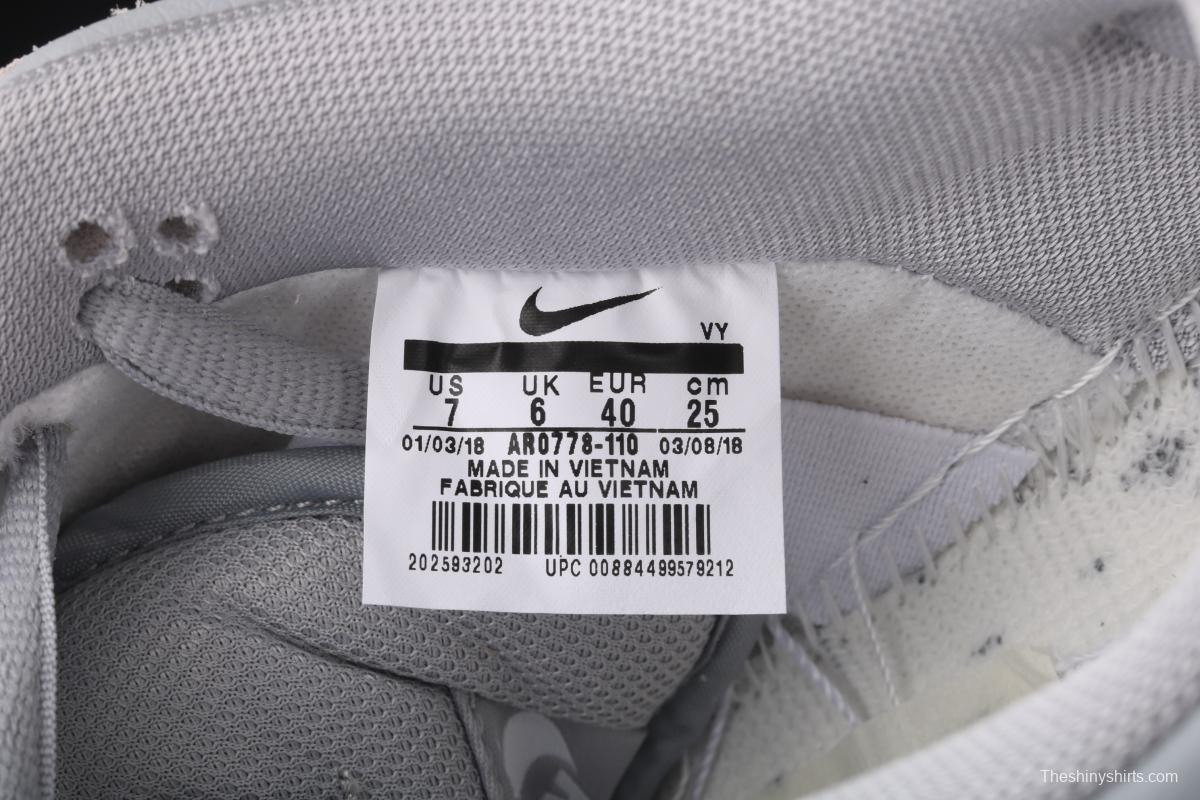 VY
US UK EUR cm
7 6 40 25
01/03/18 AR0778-110 03/08/18
MADE IN VIETNAM
FABRIQUE AU VIETNAM
202593202 UPC 00884499579212
Theshinyshirts.com